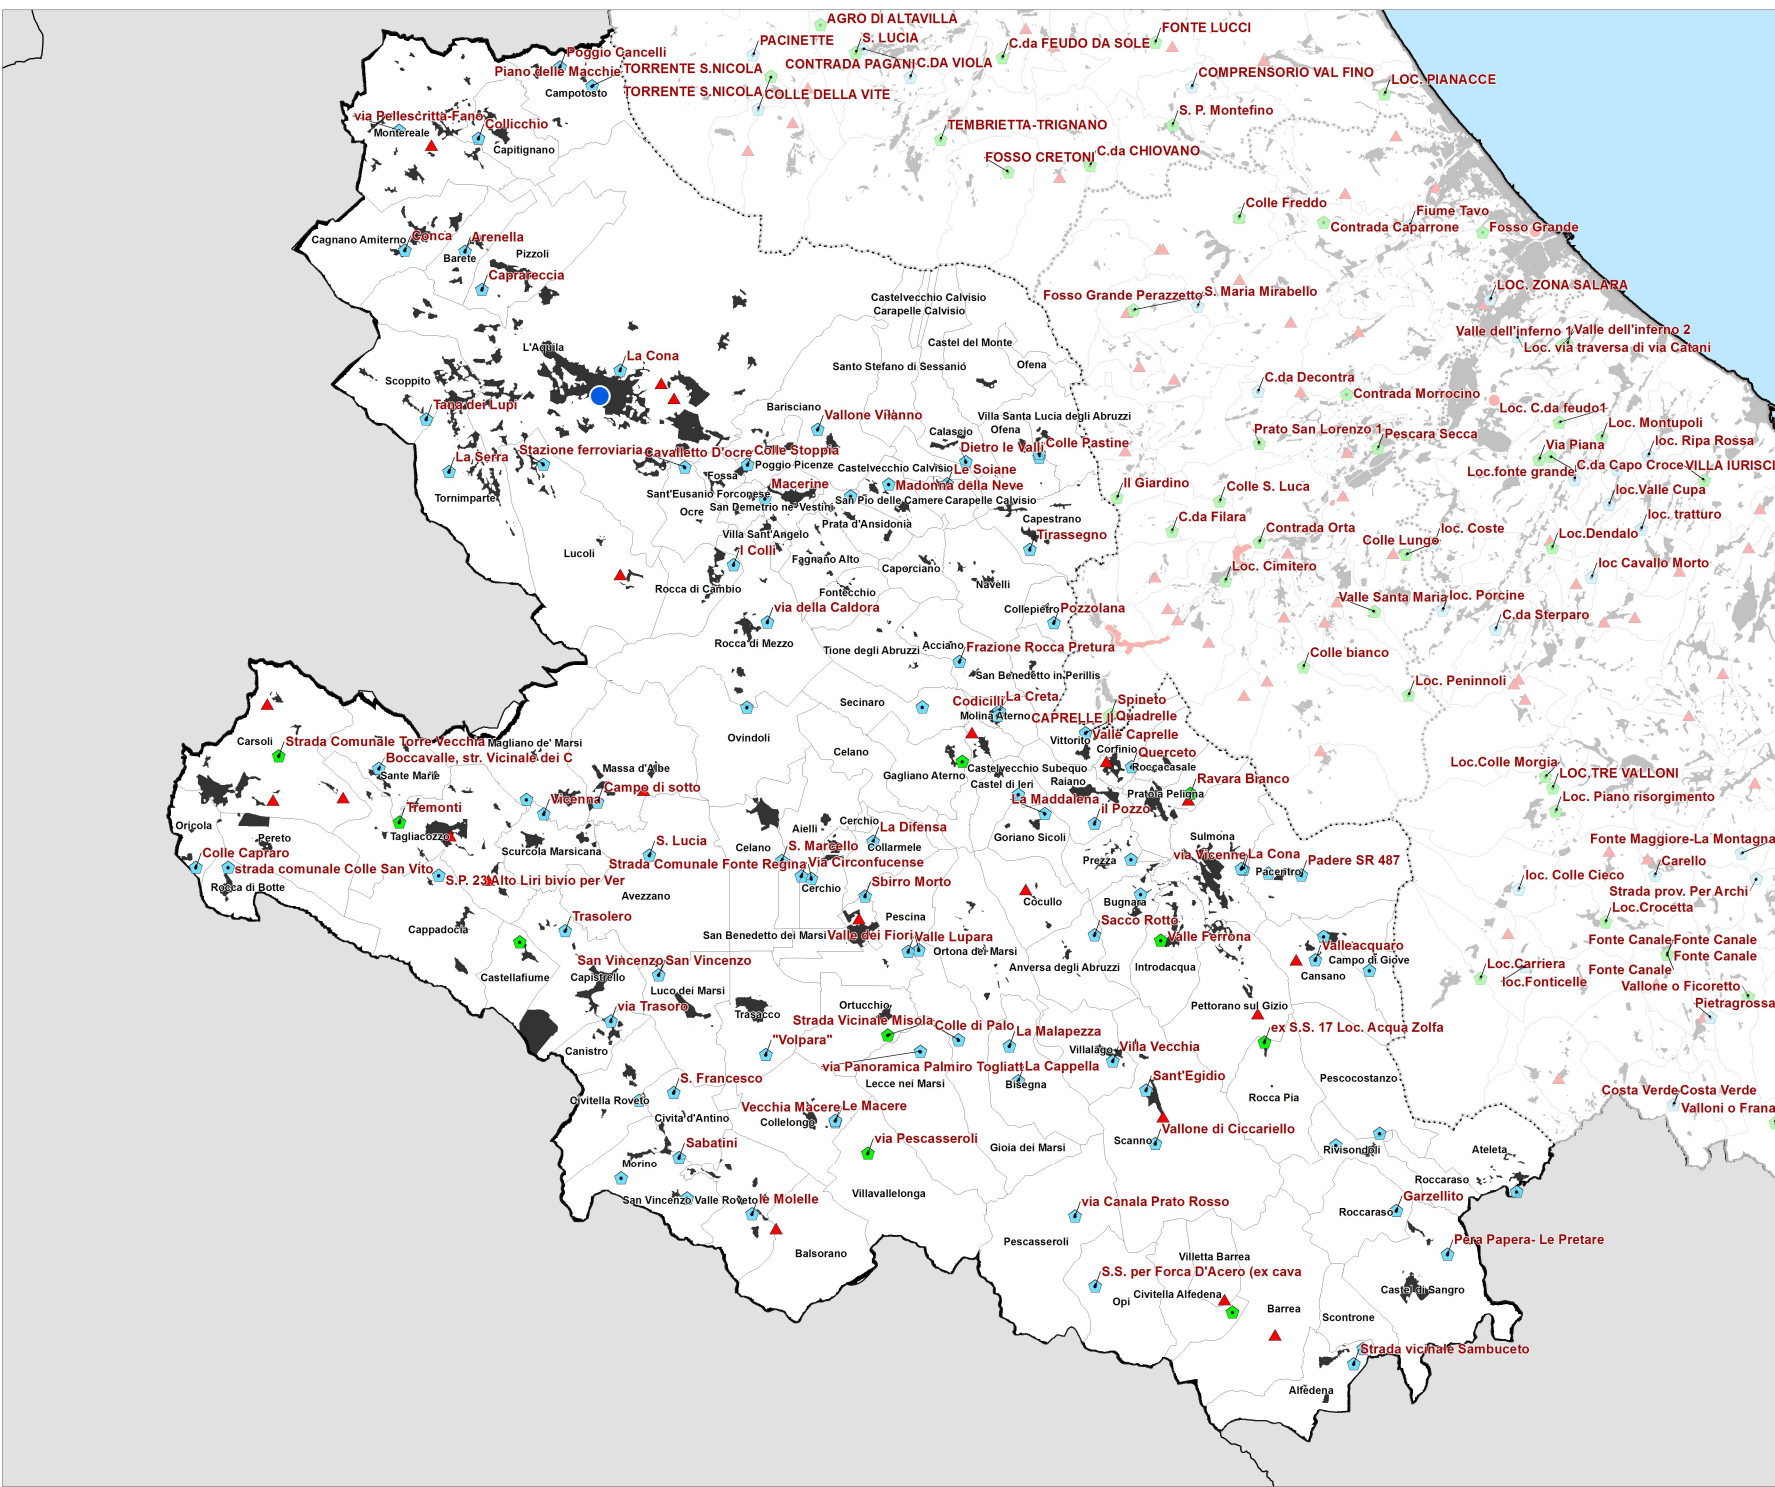 AGRO DI ALTAVILLA
FONTE LUCCI
PACINETTE
S. LUCIA
C.da FEUDO DA SOLE
Poggio Cancelli
Piano delle Macchie
TORRENTE S.NICOLA
CONTRADA PAGANI
C.DA VIOLA
COMPRENSORIO VAL FINO
LOC. PIANACCE
Campotosto
TORRENTE S.NICOLA
COLLE DELLA VITE
via Pellescritta-Fano
Collicchio
Montereale
Capitignano
S. P. Montefino
TEMBRIETTA-TRIGNANO
FOSSO CRETONI
C.da CHIOVANO
Colle Freddo
Fiume Tavo
Contrada Caparrone
Fosso Grande
Cagnano Amiterno
Conca
Arenella
Barete
Pizzoli
Caprareccia
LOC. ZONA SALARA
Fosso Grande Perazzetto
S. Maria Mirabello
Castelvecchio Calvisio
Carapelle Calvisio
Valle dell'inferno 1
Valle dell'inferno 2
Loc. via traversa di via Catani
Castel del Monte
L'Aquila
La Cona
Santo Stefano di Sessanio
Ofena
Scoppito
C.da Decontra
Contrada Morrocino
Tana dei Lupi
Barisciano
Vallone Vilanno
Villa Santa Lucia degli Abruzzi
Calascio
Ofena
Loc. C.da feudo1
Loc. Montupoli
Prato San Lorenzo 1
Pescara Secca
Via Piana
loc. Ripa Rossa
La Serra
Stazione ferroviaria
Cavalletto D'ocre
Colle Stoppia
Dietro le Valli
Colle Pastine
Poggio Picenze
Castelvecchio Calvisio
Le Soiane
Loc.fonte grande
C.da Capo Croce
VILLA IURISCI
Fossa
Macerine
Madonna della Neve
Il Giardino
Colle S. Luca
loc.Valle Cupa
Tornimparte
Sant'Eusanio Forconese
San Demetrio ne' Vestini
San Pio delle Camere
Carapelle Calvisio
Ocre
Prata d'Ansidonia
Capestrano
C.da Filara
Contrada Orta
loc. Coste
loc. tratturo
Villa Sant'Angelo
Tirassegno
Colle Lungo
Loc.Dendalo
Lucoli
I Colli
Fagnano Alto
Caporciano
Loc. Cimitero
loc Cavallo Morto
Rocca di Cambio
Fontecchio
Navelli
Valle Santa Maria
loc. Porcine
via della Caldora
Collepietro
Pozzolana
C.da Sterparo
Rocca di Mezzo
Tione degli Abruzzi
Acciano
Frazione Rocca Pretura
Colle bianco
San Benedetto in Perillis
Loc. Peninnoli
Secinaro
Codicilli
La Creta
Spineto
Molina Aterno
CAPRELLE II
Quadrelle
Carsoli
Strada Comunale Torre Vecchia
Magliano de' Marsi
Ovindoli
Vittorito
Valle Caprelle
Boccavalle, str. Vicinale dei C
Celano
Corfinio
Querceto
Sante Marie
Massa d'Albe
Gagliano Aterno
Castelvecchio Subequo
Roccacasale
Loc.Colle Morgia
LOC.TRE VALLONI
Campo di sotto
Castel di Ieri
Raiano
Pratola Peligna
Ravara Bianco
Tremonti
Vicenna
La Maddalena
il Pozzo
Loc. Piano risorgimento
Oricola
Pereto
Tagliacozzo
Aielli
Cerchio
La Difensa
Goriano Sicoli
Sulmona
Scurcola Marsicana
S. Lucia
Celano
S. Marcello
Collarmele
Fonte Maggiore-La Montagna
Colle Capraro
strada comunale Colle San Vito
Strada Comunale Fonte Regina
Via Circonfucense
Prezza
via Vicenne
La Cona
Padere SR 487
Carello
Rocca di Botte
S.P. 23 Alto Liri bivio per Ver
Avezzano
Cerchio
Sbirro Morto
Pacentro
loc. Colle Cieco
Strada prov. Per Archi
Cocullo
Bugnara
Loc.Crocetta
Cappadocia
Trasolero
Pescina
Sacco Rotto
San Benedetto dei Marsi
Valle dei Fiori
Valle Lupara
Valle Ferrona
Valleacquaro
Fonte Canale
Fonte Canale
Ortona dei Marsi
Fonte Canale
Castellafiume
San Vincenzo
San Vincenzo
Anversa degli Abruzzi
Introdacqua
Campo di Giove
Cansano
Loc.Carriera
Fonte Canale
Capistrello
loc.Fonticelle
Vallone o Ficoretto
Luco dei Marsi
Pietragrossa
via Trasoro
Trasacco
Ortucchio
Pettorano sul Gizio
Strada Vicinale Misola
Colle di Palo
La Malapezza
ex S.S. 17 Loc. Acqua Zolfa
Canistro
"Volpara"
Villalago
Villa Vecchia
via Panoramica Palmiro Togliatt
La Cappella
S. Francesco
Lecce nei Marsi
Bisegna
Sant'Egidio
Pescocostanzo
Civitella Roveto
Rocca Pia
Costa Verde
Costa Verde
Civita d'Antino
Vecchia Macere
Le Macere
Valloni o Frana
Collelongo
Sabatini
via Pescasseroli
Vallone di Ciccariello
Gioia dei Marsi
Scanno
Rivisondoli
Ateleta
Morino
Roccaraso
San Vincenzo Valle Roveto
le Molelle
Villavallelonga
via Canala Prato Rosso
Garzellito
Roccaraso
Balsorano
Pescasseroli
Pera Papera- Le Pretare
Villetta Barrea
S.S. per Forca D'Acero (ex cava
Civitella Alfedena
Opi
Castel di Sangro
Barrea
Scontrone
Strada vicinale Sambuceto
Alfedena